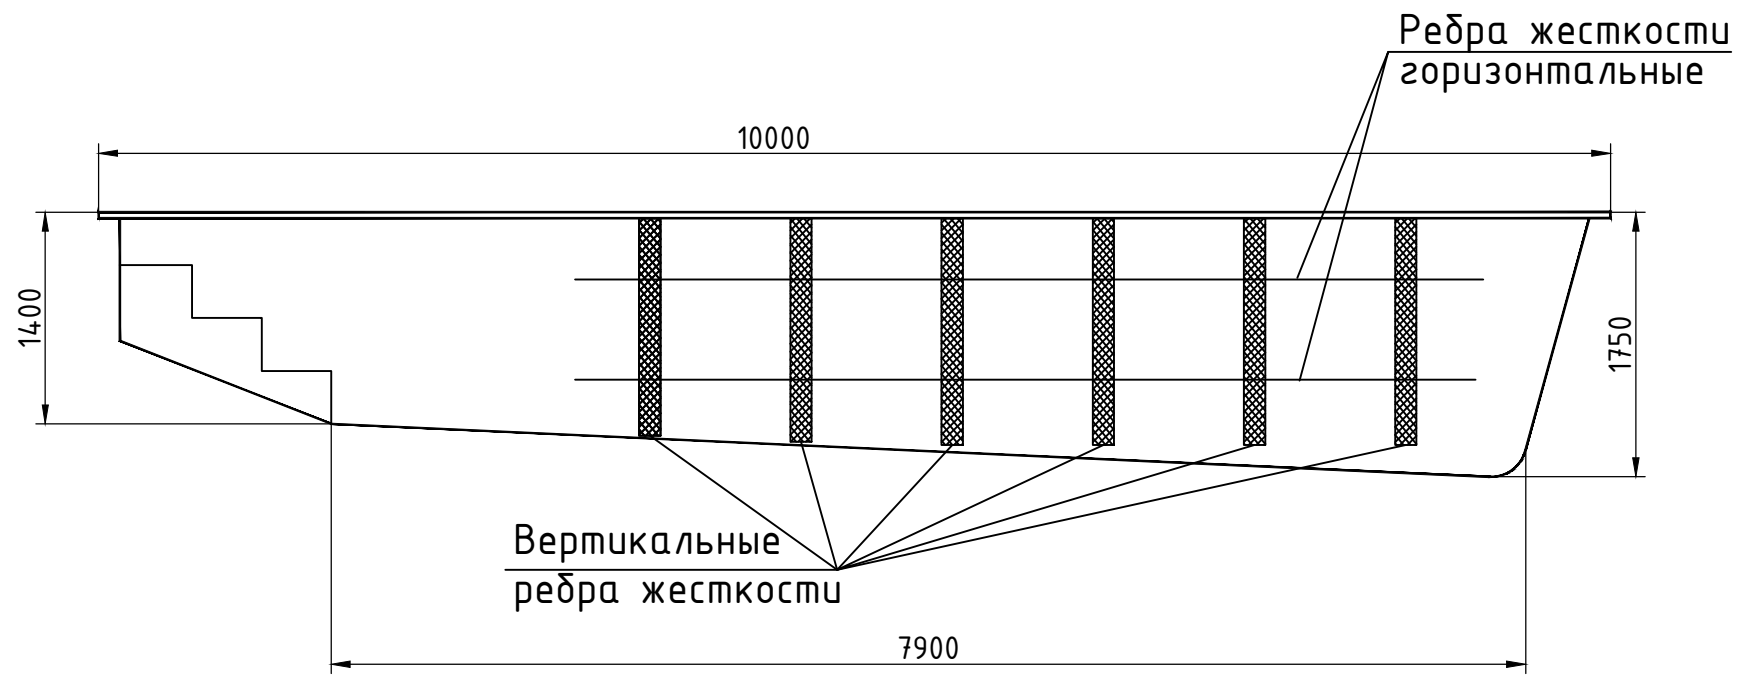 Ребра жесткости
горизонтальные
10000
1400
1750
Вертикальные
ребра жесткости
7900